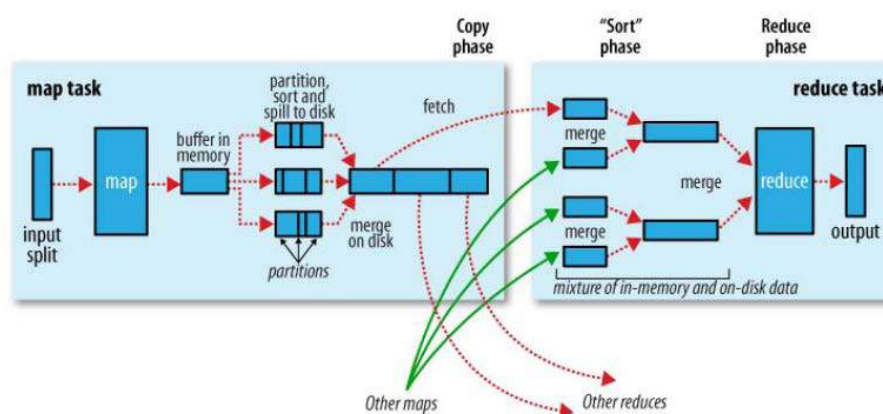 Copy
phase
"Sort"
phase
Reduce
phase
map task
partition,
sort and
spill to disk
fetch
reduce task
buffer in
memory
merge
map
merge
reduce
input
split
merge
on disk
merge
output
partitions
mixture of in-memory and on-disk data
Other maps
Other reduces